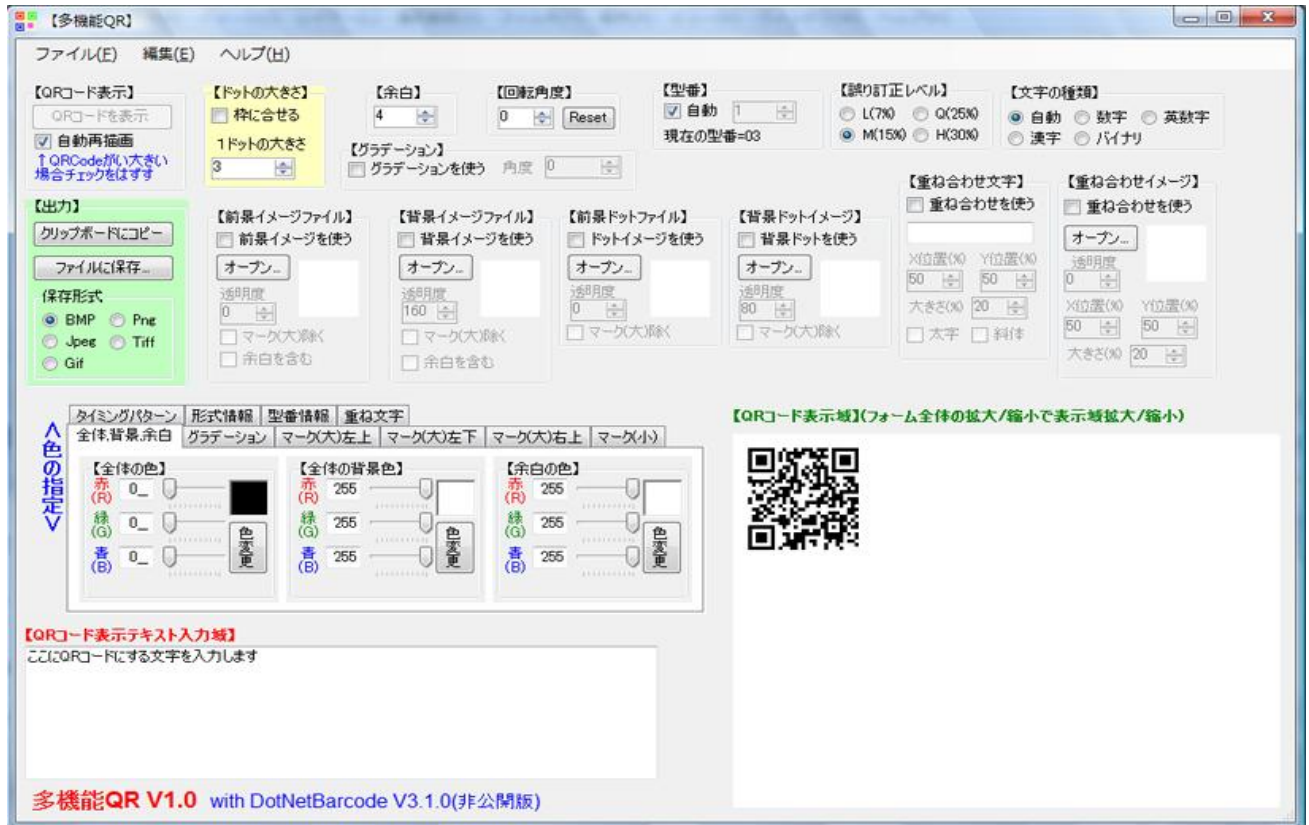 【多機能QR】
ファイル(F) 編集(E) ヘルプ(H)
【QRコード表示】
QRコードを表示
自動再描画
↑QRCodeがい大きい
場合チェックをはずす
【ドットの大きさ】
枠に合せる
1ドットの大きさ
3
【余白】
4
【回転角度】
0 Reset
【グラデーション】
グラデーションを使う 角度 0
【型番】
自動 1
現在の型番=03
【誤り訂正レベル】
L(7%) Q(25%)
M(15%) H(30%)
【文字の種類】
自動 数字 英数字
漢字 バイナリ
【出力】
クリップボードにコピー
ファイルに保存...
保存形式
BMP Png
Jpeg Tiff
Gif
【前景イメージファイル】
前景イメージを使う
オープン...
透明度
0
マーク(大)除く
余白を含む
【背景イメージファイル】
背景イメージを使う
オープン...
透明度
160
マーク(大)除く
余白を含む
【前景ドットファイル】
ドットイメージを使う
オープン...
透明度
0
マーク(大)除く
【背景ドットイメージ】
背景ドットを使う
オープン...
透明度
80
マーク(大)除く
【重ね合わせ文字】
重ね合わせを使う
X位置(%) Y位置(%)
50 50
大きさ(%) 20
太字 斜体
【重ね合わせイメージ】
重ね合わせを使う
オープン...
透明度
0
X位置(%) Y位置(%)
50 50
大きさ(%) 20
<色の指定>
タイミングパターン 形式情報 型番情報 重ね文字
全体,背景,余白 グラデーション マーク(大)左上 マーク(大)左下 マーク(大)右上 マーク(小)
【全体の色】
赤(R) 0_
緑(G) 0_
青(B) 0_
色変更
【全体の背景色】
赤(R) 255
緑(G) 255
青(B) 255
色変更
【余白の色】
赤(R) 255
緑(G) 255
青(B) 255
色変更
【QRコード表示域】(フォーム全体の拡大/縮小で表示域拡大/縮小)
【QRコード表示テキスト入力域】
ここにQRコードにする文字を入力します
多機能QR V1.0 with DotNetBarcode V3.1.0(非公開版)